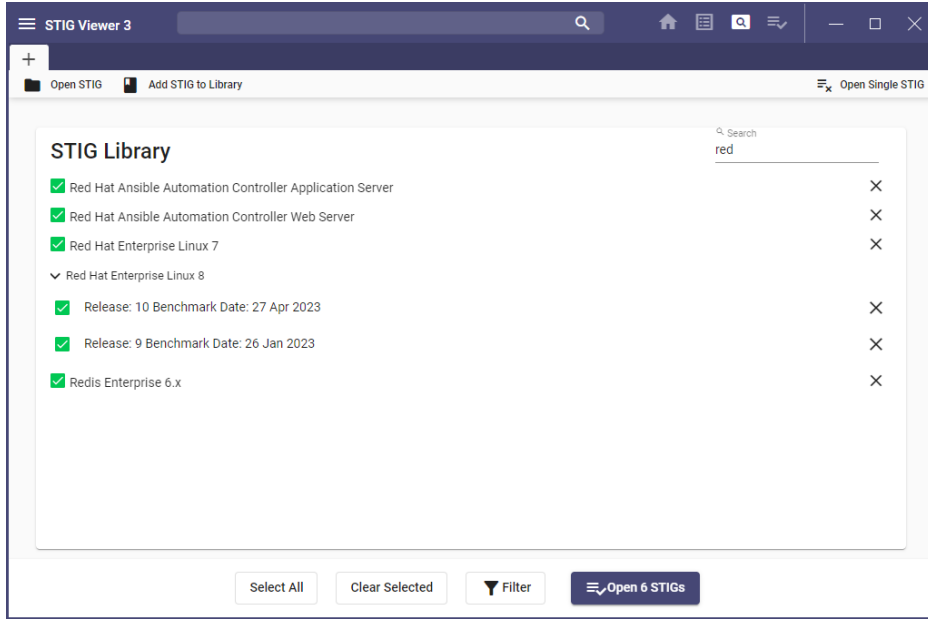 STIG Viewer 3
Open STIG Add STIG to Library Open Single STIG
Search
STIG Library red
Red Hat Ansible Automation Controller Application Server
Red Hat Ansible Automation Controller Web Server
Red Hat Enterprise Linux 7
Red Hat Enterprise Linux 8
Release: 10 Benchmark Date: 27 Apr 2023
Release: 9 Benchmark Date: 26 Jan 2023
Redis Enterprise 6.x
Select All Clear Selected Filter Open 6 STIGs